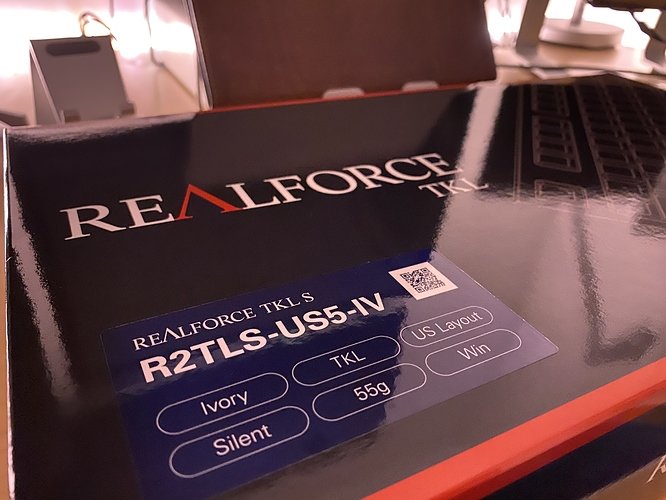 REALFORCE
TKL
REALFORCE TKL S
R2TLS-US5-IV
Ivory
TKL
US Layout
Silent
55g
Win